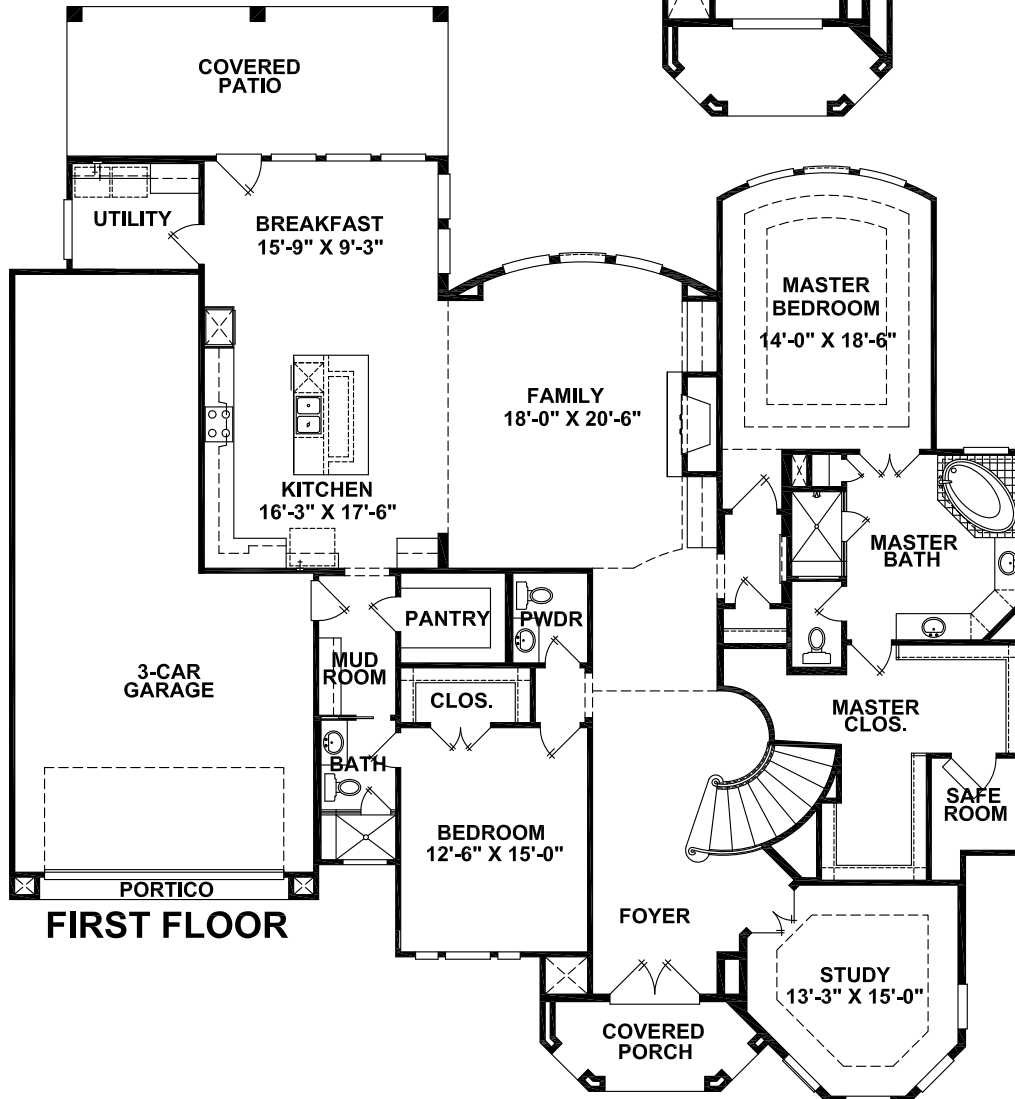 COVERED
PATIO
UTILITY
BREAKFAST
15'-9" X 9'-3"
MASTER
BEDROOM
14'-0" X 18'-6"
FAMILY
18'-0" X 20'-6"
KITCHEN
16'-3" X 17'-6"
MASTER
BATH
PANTRY
PWDR
MUD
ROOM
3-CAR
GARAGE
CLOS.
MASTER
CLOS.
BATH
SAFE
ROOM
BEDROOM
12'-6" X 15'-0"
PORTICO
FIRST FLOOR
FOYER
STUDY
13'-3" X 15'-0"
COVERED
PORCH